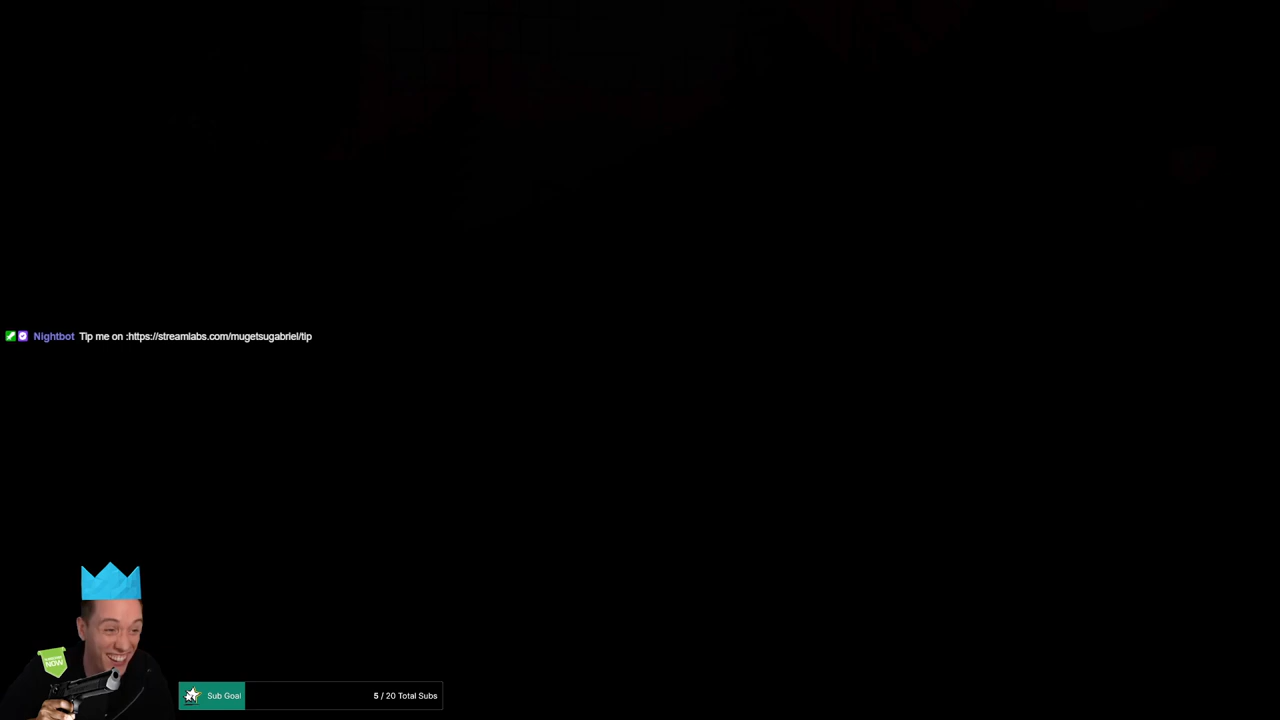 Nightbot Tip me on :https://streamlabs.com/mugetsugabriel/tip
NOW
Sub Goal
5 / 20 Total Subs